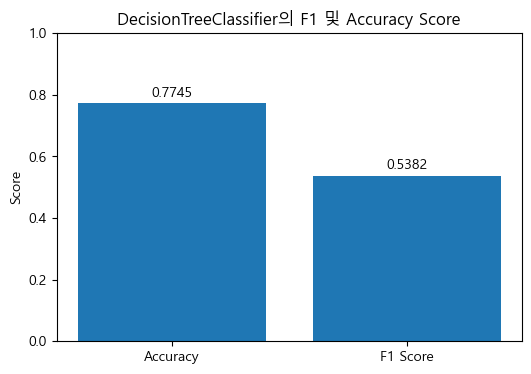 DecisionTreeClassifier의 F1 및 Accuracy Score
1.0
0.8
0.6
0.4
0.2
0.0
Score
0.7745
0.5382
Accuracy
F1 Score